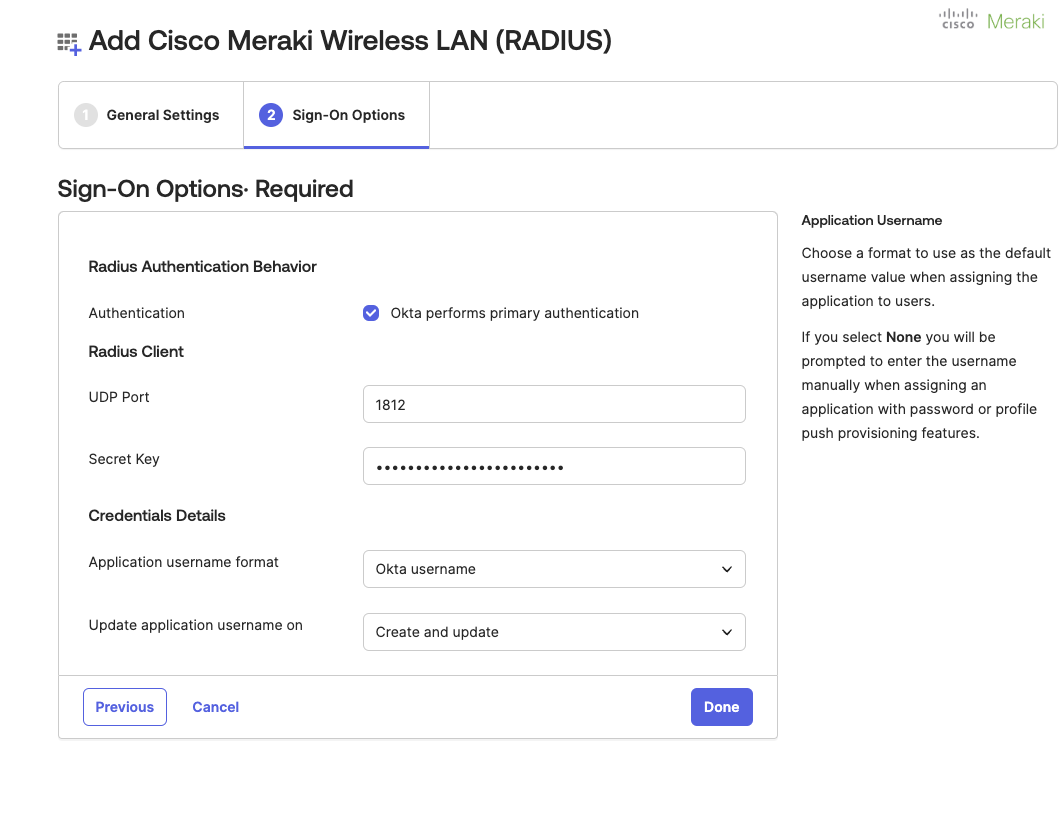 CISCO Meraki
Add Cisco Meraki Wireless LAN (RADIUS)
1 General Settings
2 Sign-On Options
Sign-On Options· Required
Radius Authentication Behavior
Authentication
Okta performs primary authentication
Radius Client
UDP Port
1812
Secret Key
••••••••••••••••••••••••
Credentials Details
Application username format
Okta username
Update application username on
Create and update
Previous
Cancel
Done
Application Username
Choose a format to use as the default
username value when assigning the
application to users.
If you select None you will be
prompted to enter the username
manually when assigning an
application with password or profile
push provisioning features.